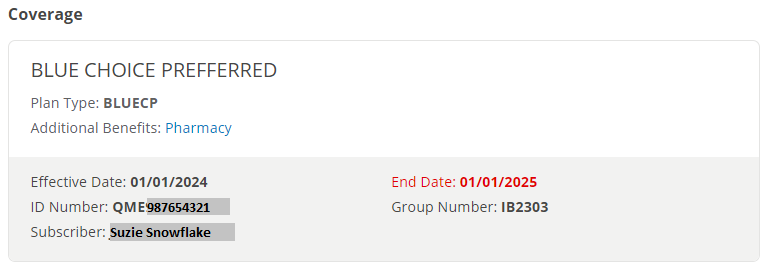 Coverage
BLUE CHOICE PREFFERRED
Plan Type: BLUECP
Additional Benefits: Pharmacy
Effective Date: 01/01/2024
End Date: 01/01/2025
ID Number: QME987654321
Group Number: IB2303
Subscriber: Suzie Snowflake